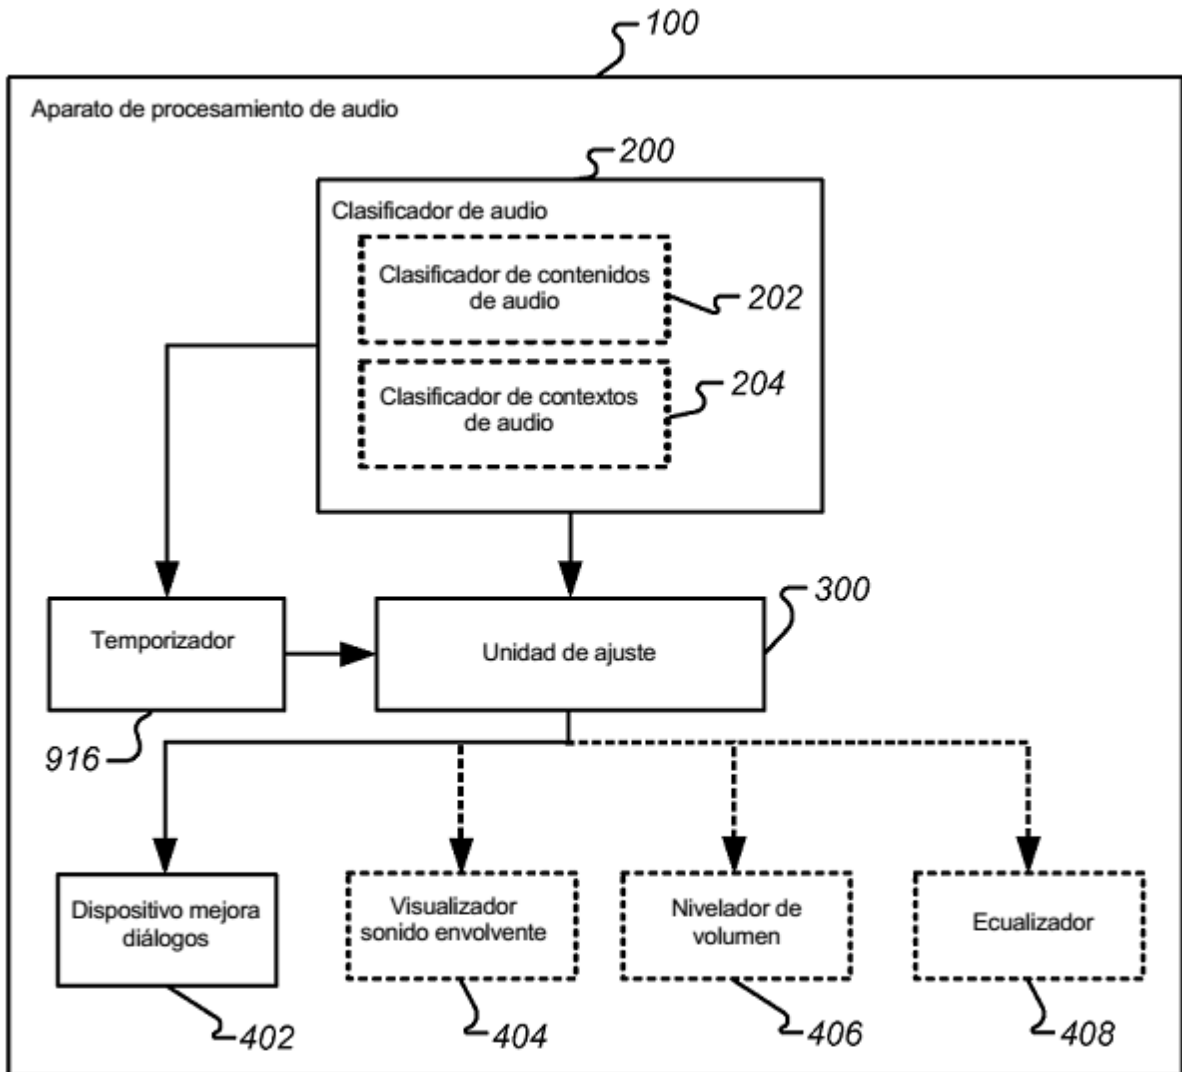 100
Aparato de procesamiento de audio
200
Clasificador de audio
Clasificador de contenidos
de audio
202
204
Clasificador de contextos
de audio
300
Temporizador
Unidad de ajuste
916
Dispositivo mejora
diálogos
Visualizador
sonido envolvente
Nivelador de
volumen
Ecualizador
402
404
406
408